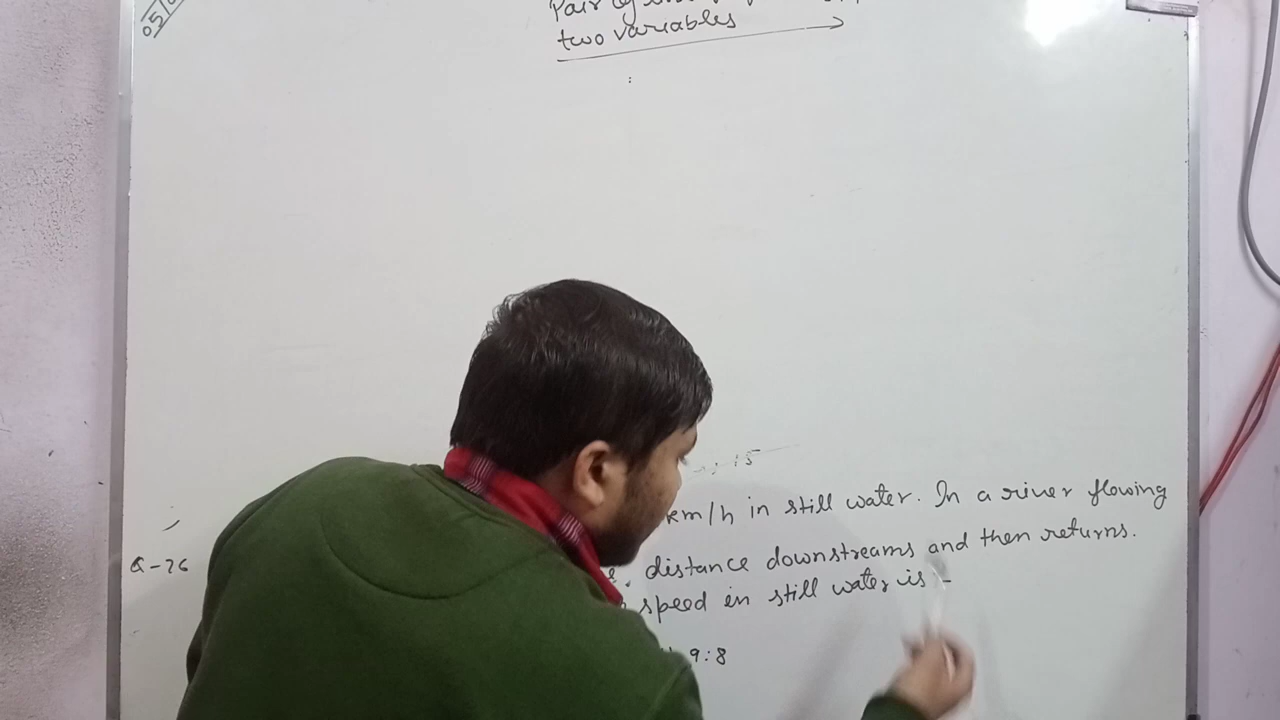 Pair of
two variables
15
km/h in still water. In a river flowing
Q-26
distance downstreams and then returns.
speed in still water is -
9:8